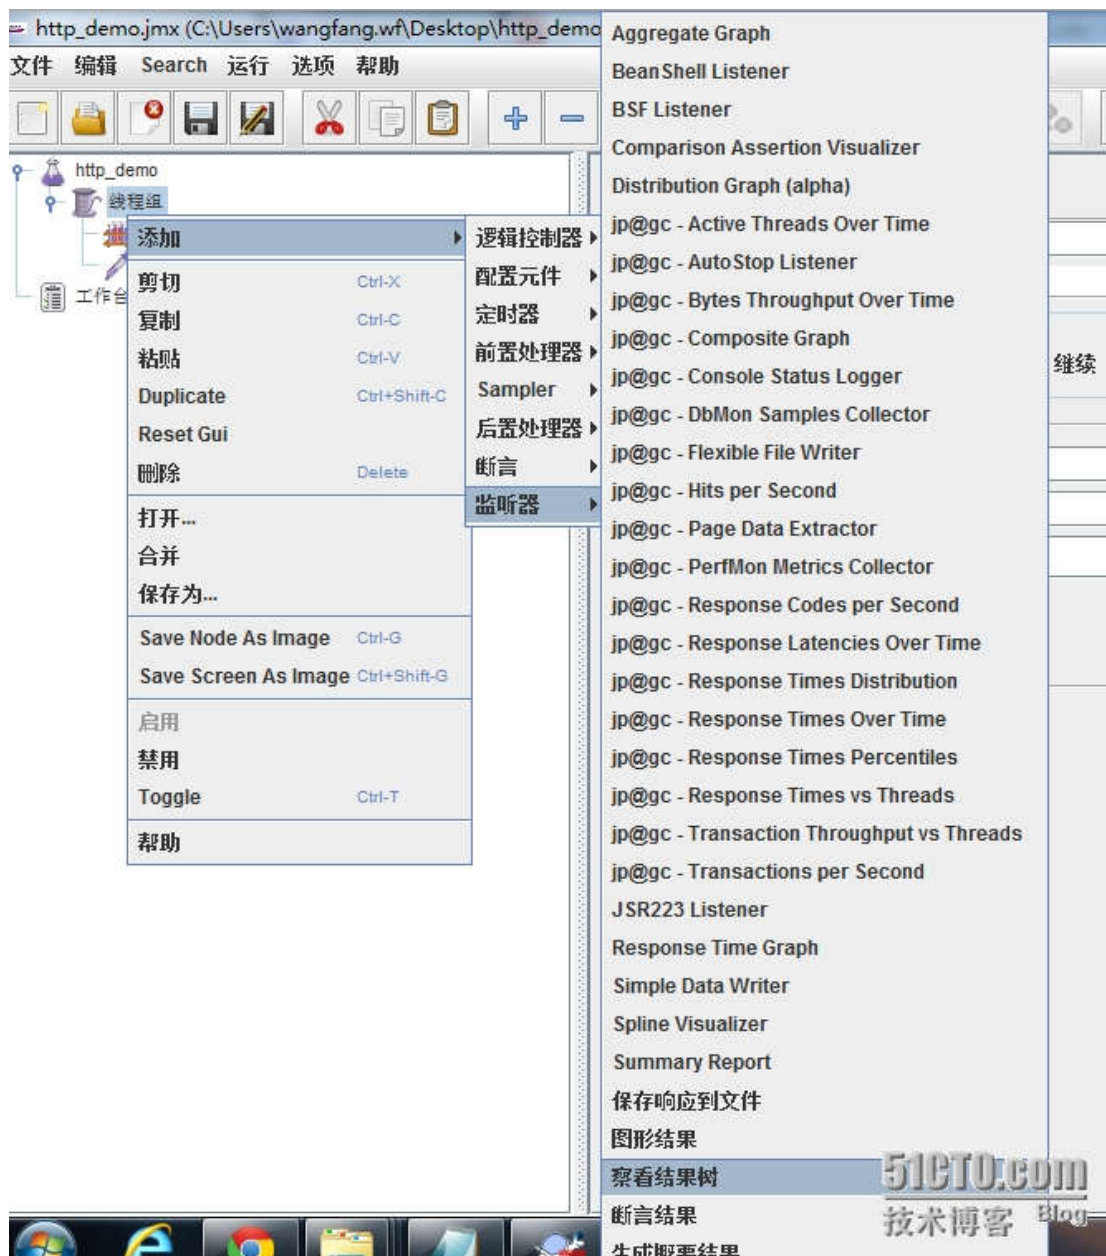 http_demo.jmx (C:\Users\wangfang.wf\Desktop\http_demo
文件 编辑 Search 运行 选项 帮助
http_demo
线程组
工作台
添加
剪切 Ctrl-X
复制 Ctrl-C
粘贴 Ctrl-V
Duplicate Ctrl+Shift-C
Reset Gui
删除 Delete
打开...
合并
保存为...
Save Node As Image Ctrl-G
Save Screen As Image Ctrl+Shift-G
启用
禁用
Toggle Ctrl-T
帮助
逻辑控制器
配置元件
定时器
前置处理器
Sampler
后置处理器
断言
监听器
Aggregate Graph
BeanShell Listener
BSF Listener
Comparison Assertion Visualizer
Distribution Graph (alpha)
jp@gc - Active Threads Over Time
jp@gc - AutoStop Listener
jp@gc - Bytes Throughput Over Time
jp@gc - Composite Graph
jp@gc - Console Status Logger
jp@gc - DbMon Samples Collector
jp@gc - Flexible File Writer
jp@gc - Hits per Second
jp@gc - Page Data Extractor
jp@gc - PerfMon Metrics Collector
jp@gc - Response Codes per Second
jp@gc - Response Latencies Over Time
jp@gc - Response Times Distribution
jp@gc - Response Times Over Time
jp@gc - Response Times Percentiles
jp@gc - Response Times vs Threads
jp@gc - Transaction Throughput vs Threads
jp@gc - Transactions per Second
JSR223 Listener
Response Time Graph
Simple Data Writer
Spline Visualizer
Summary Report
保存响应到文件
图形结果
察看结果树
断言结果
生成概要结果
继续
51CTO.com
技术博客 Blog